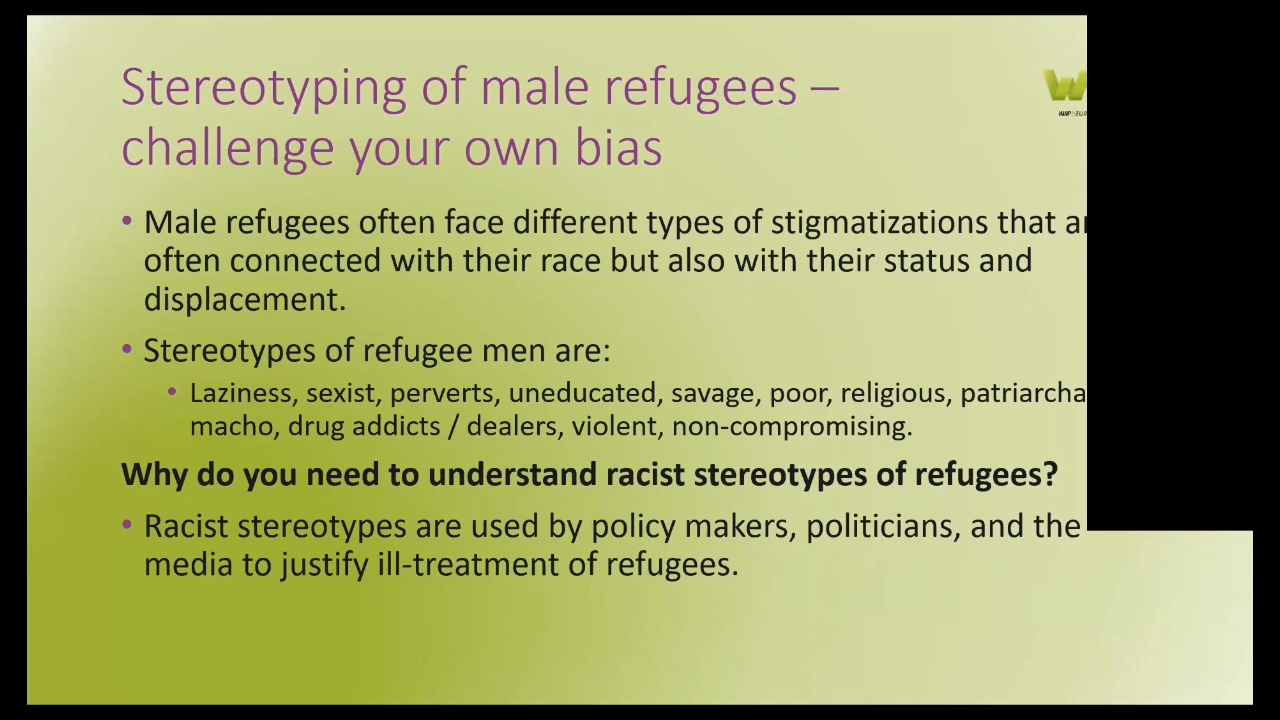 Stereotyping of male refugees –
challenge your own bias
• Male refugees often face different types of stigmatizations that
often connected with their race but also with their status and
displacement.
• Stereotypes of refugee men are:
• Laziness, sexist, perverts, uneducated, savage, poor, religious, patriarcha
macho, drug addicts / dealers, violent, non-compromising.
Why do you need to understand racist stereotypes of refugees?
• Racist stereotypes are used by policy makers, politicians, and the
media to justify ill-treatment of refugees.